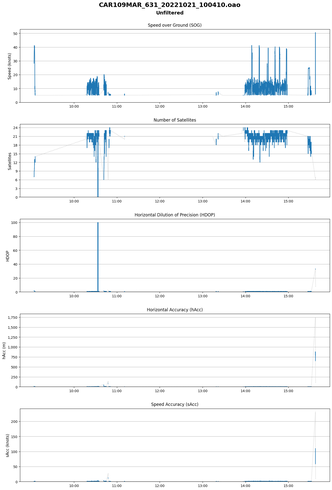 CAR109MAR_631_20221021_100410.oao
Unfiltered
Speed over Ground (SOG)
50
40
30
20
10
0
Speed (knots)
10:00 11:00 12:00 13:00 14:00 15:00
Number of Satellites
24
21
18
15
12
9
6
3
0
Satellites
10:00 11:00 12:00 13:00 14:00 15:00
Horizontal Dilution of Precision (HDOP)
100
80
60
40
20
0
HDOP
10:00 11:00 12:00 13:00 14:00 15:00
Horizontal Accuracy (hAcc)
1,750
1,500
1,250
1,000
750
500
250
0
hAcc (m)
10:00 11:00 12:00 13:00 14:00 15:00
Speed Accuracy (sAcc)
200
150
100
50
0
sAcc (knots)
10:00 11:00 12:00 13:00 14:00 15:00